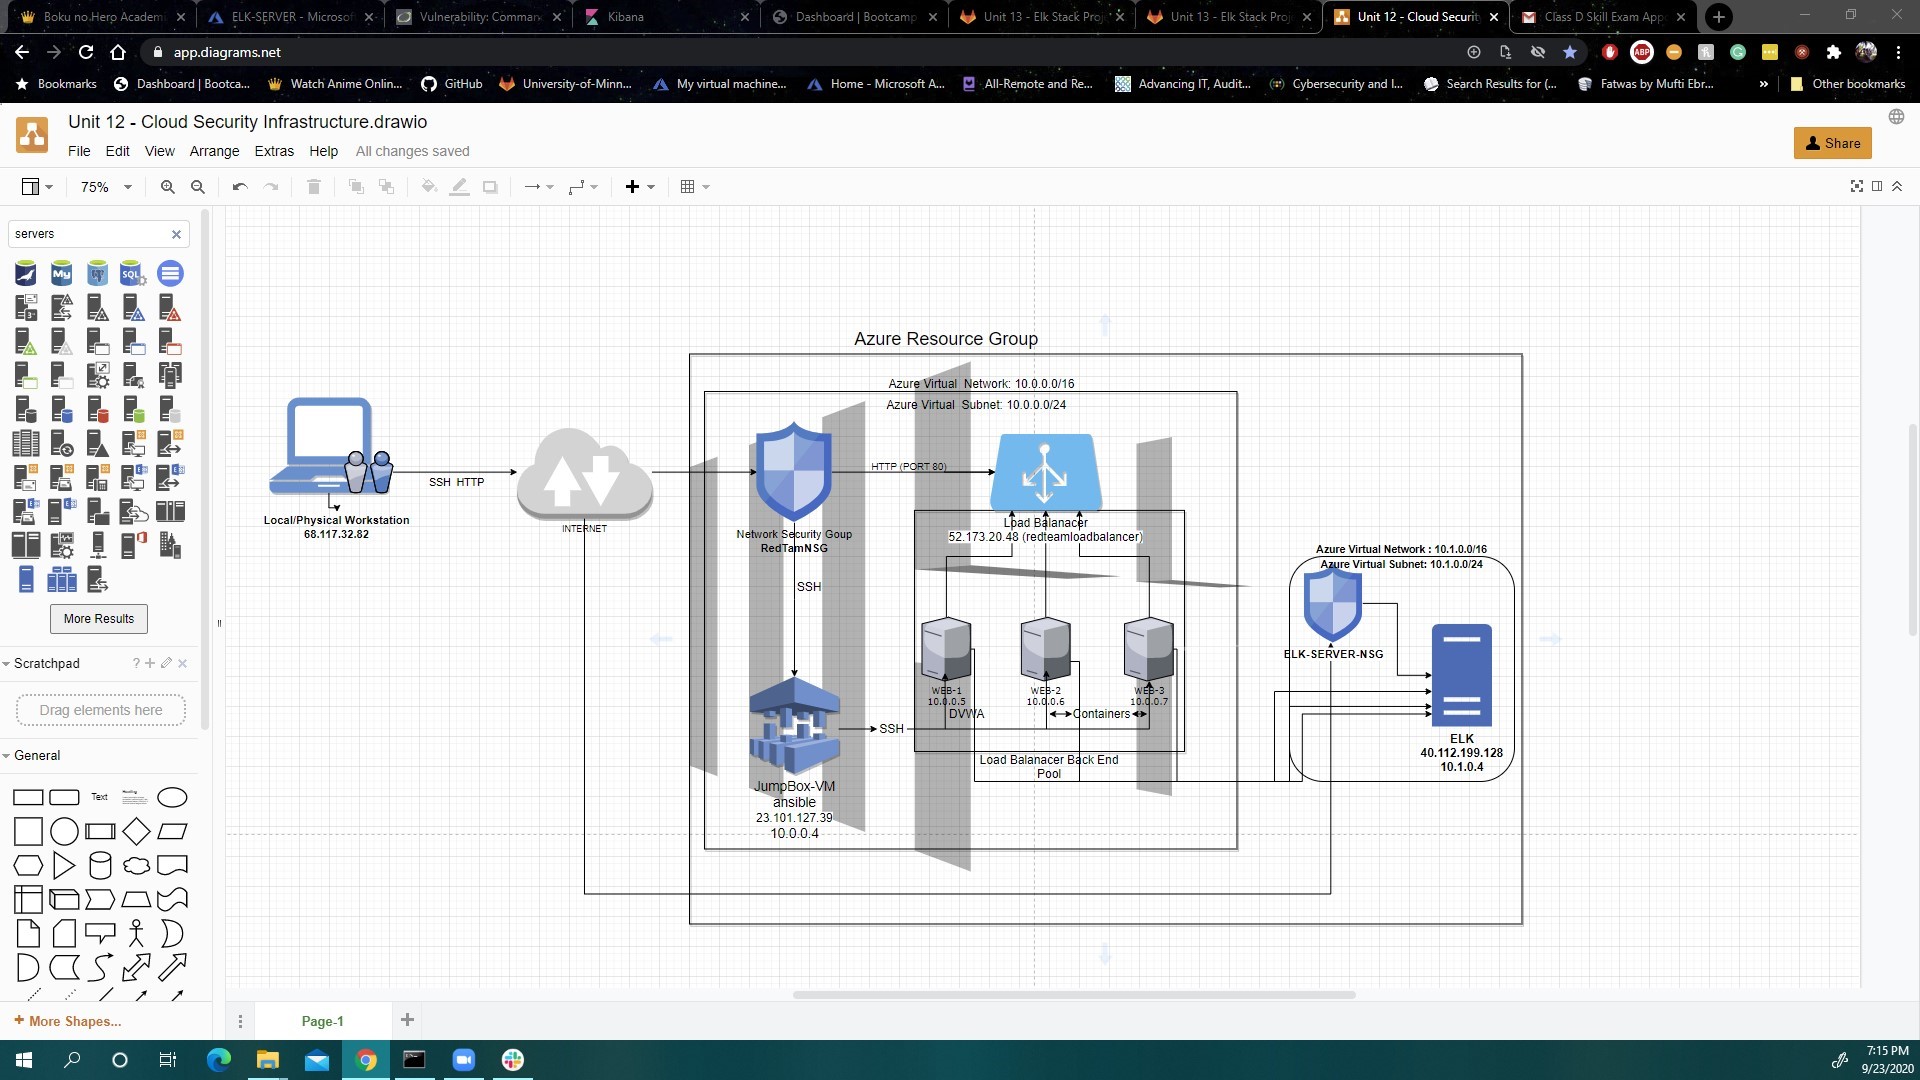 Boku no Hero Academi
ELK-SERVER - Microsof
Vulnerability: Comman
Kibana
Dashboard | Bootcamp
Unit 13 - Elk Stack Proj
Unit 13 - Elk Stack Proj
Unit 12 - Cloud Securit
Class D Skill Exam App
app.diagrams.net
ABP
Bookmarks
Dashboard | Bootca...
Watch Anime Onlin...
GitHub
University-of-Minn...
My virtual machine...
Home - Microsoft A...
All-Remote and Re...
Advancing IT, Audit...
Cybersecurity and I...
Search Results for (...
Fatwas by Mufti Ebr...
»
Other bookmarks
Unit 12 - Cloud Security Infrastructure.drawio
File Edit View Arrange Extras Help All changes saved
Share
75%
servers
My
SQL
More Results
Scratchpad
?
Drag elements here
General
Text
Heading
More Shapes...
Page-1
Azure Resource Group
Azure Virtual Network: 10.0.0.0/16
Azure Virtual Subnet: 10.0.0.0/24
SSH HTTP
HTTP (PORT 80)
Local/Physical Workstation
68.117.32.82
INTERNET
Network Security Goup
RedTamNSG
Load Balanacer
52.173.20.48 (redteamloadbalancer)
SSH
Azure Virtual Network : 10.1.0.0/16
Azure Virtual Subnet: 10.1.0.0/24
ELK-SERVER-NSG
WEB-1
10.0.0.5
WEB-2
10.0.0.6
WEB-3
10.0.0.7
DVWA
Containers
SSH
Load Balanacer Back End
Pool
ELK
40.112.199.128
10.1.0.4
JumpBox-VM
ansible
23.101.127.39
10.0.0.4
7:15 PM
9/23/2020